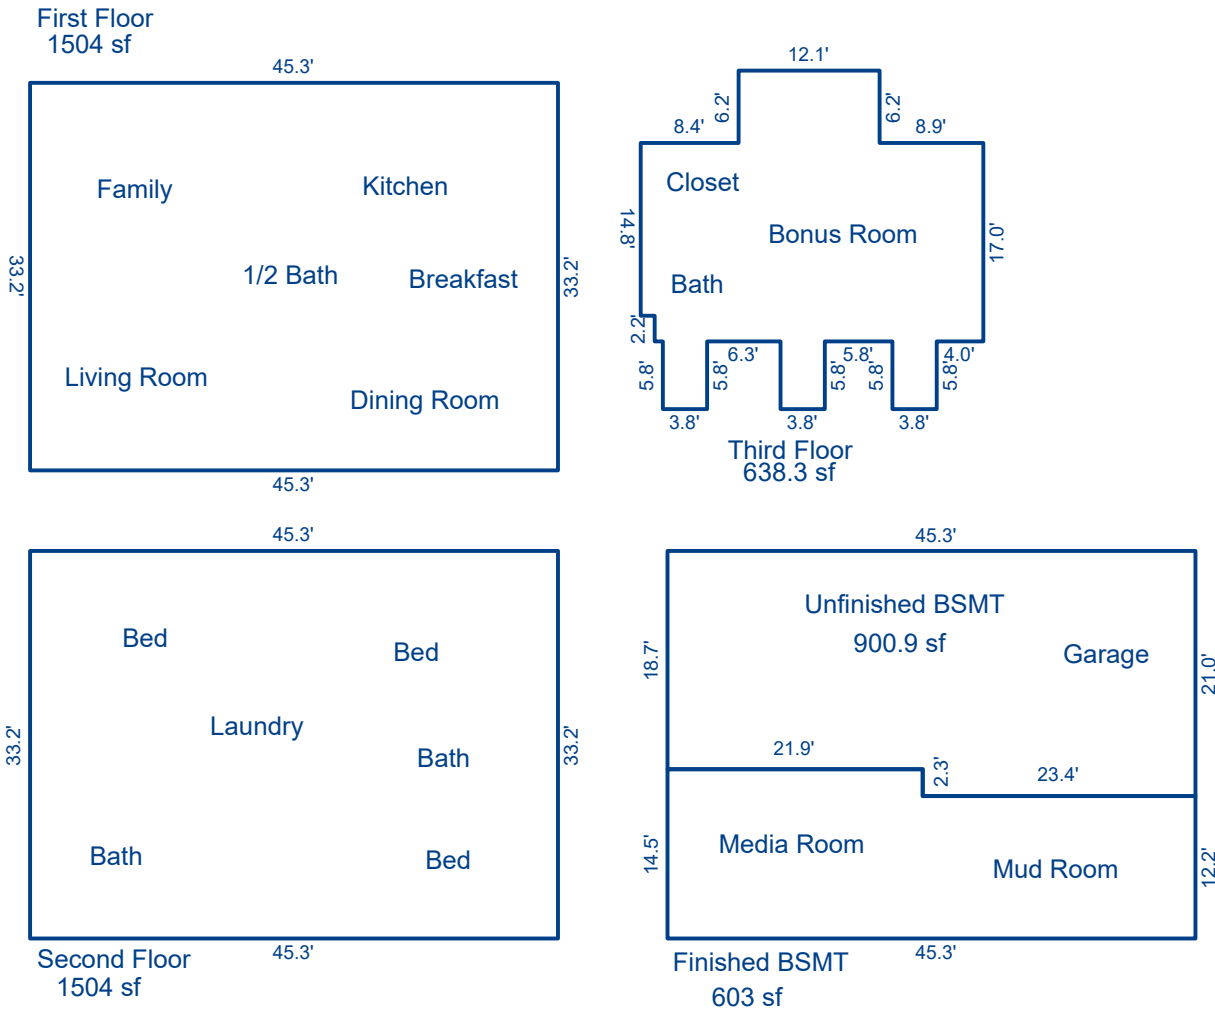 First Floor
1504 sf
45.3'
Family
Kitchen
33.2'
1/2 Bath
Breakfast
33.2'
Living Room
Dining Room
45.3'
12.1'
6.2'
6.2'
8.4'
8.9'
Closet
14.8'
Bonus Room
17.0'
Bath
2.2'
6.3'
5.8'
4.0'
5.8'
5.8'
5.8'
5.8'
5.8'
3.8'
3.8'
3.8'
Third Floor
638.3 sf
45.3'
Bed
Bed
Laundry
33.2'
33.2'
Bath
Bath
Bed
45.3'
Second Floor
1504 sf
45.3'
Unfinished BSMT
900.9 sf
Garage
18.7'
21.0'
21.9'
2.3'
23.4'
14.5'
Media Room
Mud Room
12.2'
45.3'
Finished BSMT
603 sf